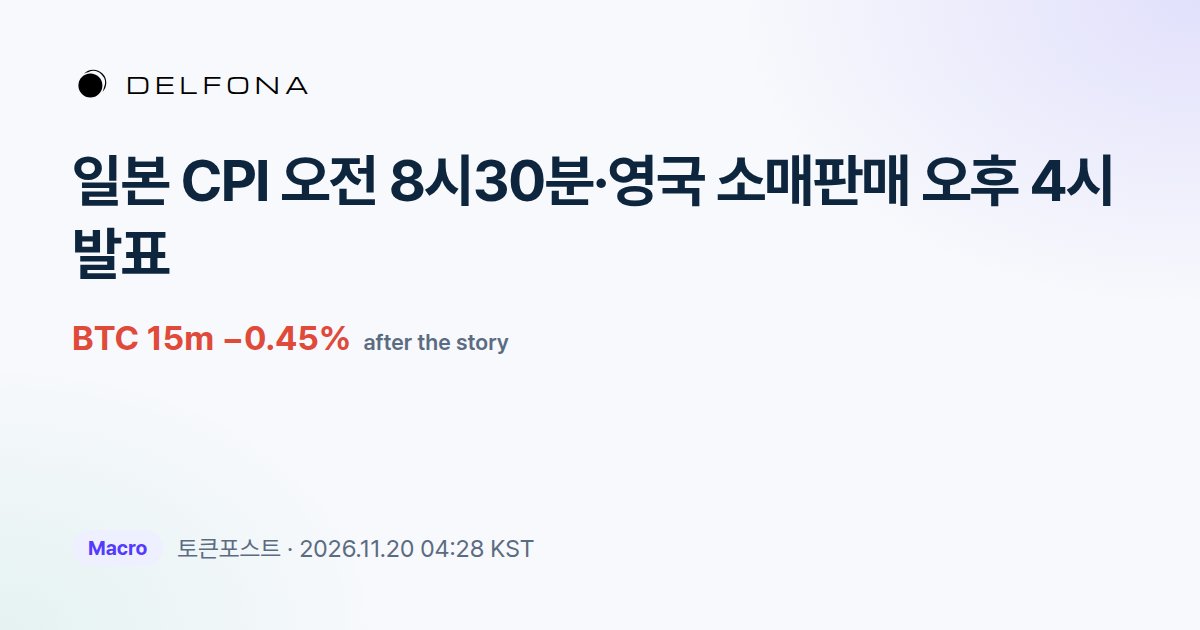 DELFONA
일본 CPI 오전 8시30분·영국 소매판매 오후 4시
발표
BTC 15m −0.45% after the story
Macro 토큰포스트 · 2026.11.20 04:28 KST